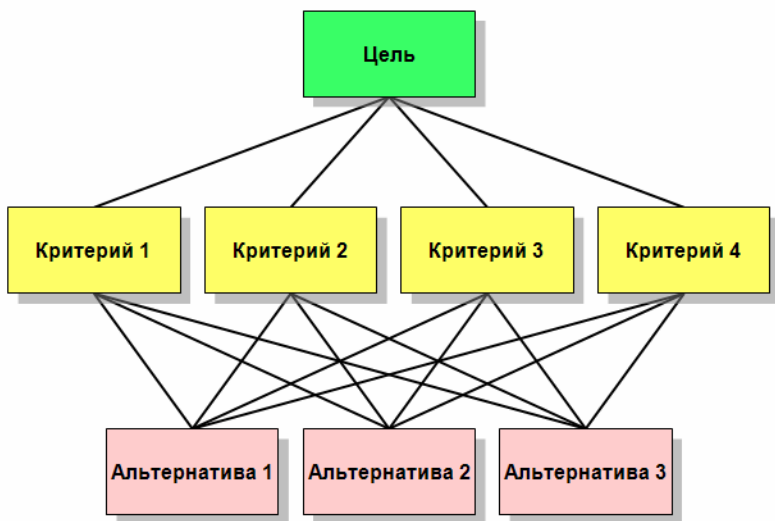 Цель
Критерий 1
Критерий 2
Критерий 3
Критерий 4
Альтернатива 1
Альтернатива 2
Альтернатива 3